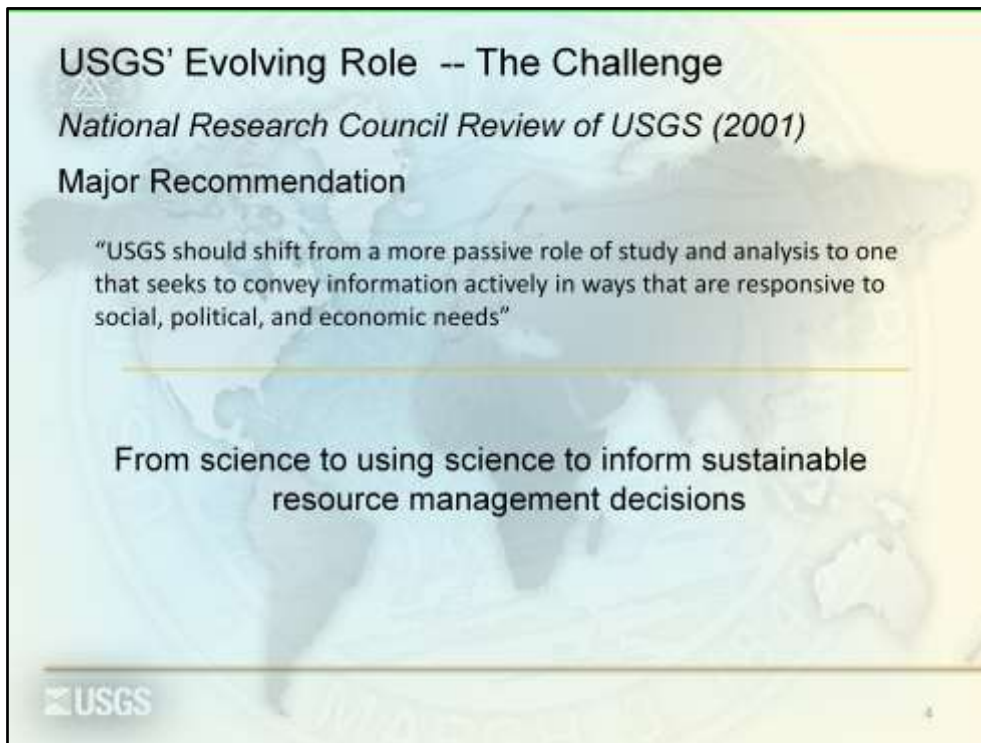 USGS’ Evolving Role -- The Challenge
National Research Council Review of USGS (2001)
Major Recommendation
“USGS should shift from a more passive role of study and analysis to one
that seeks to convey information actively in ways that are responsive to
social, political, and economic needs”
From science to using science to inform sustainable
resource management decisions
USGS
4